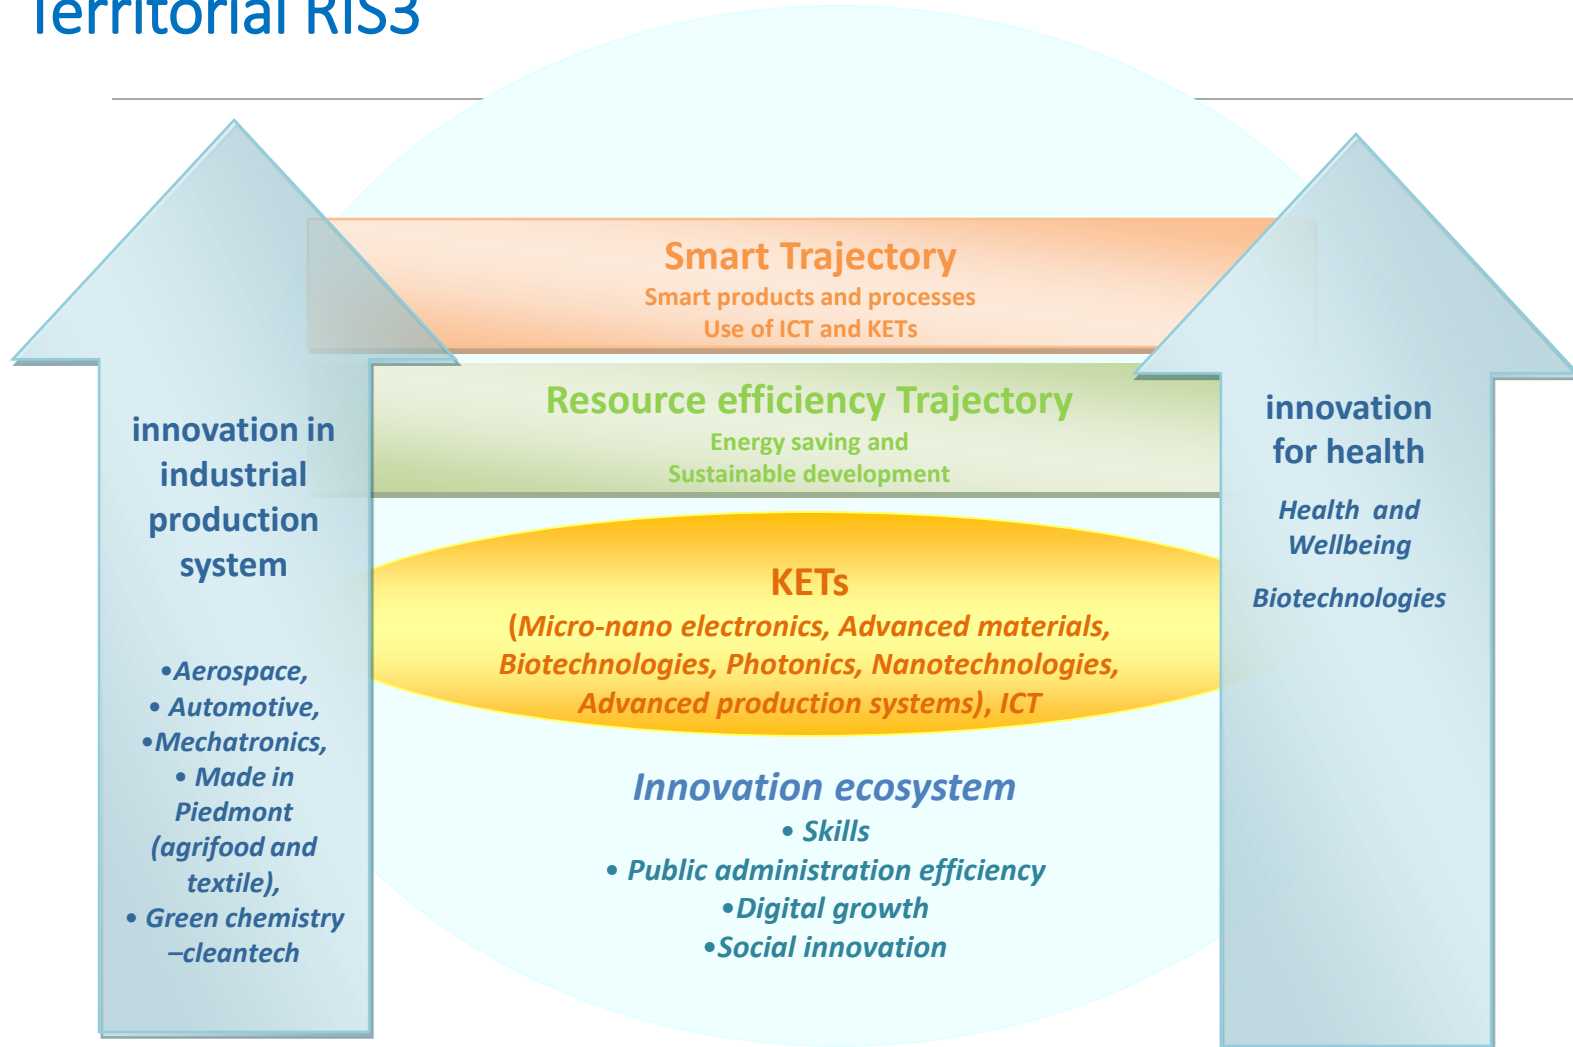 Territorial RIS3
Smart Trajectory
Smart products and processes
Use of ICT and KETs
Resource efficiency Trajectory
Energy saving and
Sustainable development
innovation in
industrial
production
system
•Aerospace,
• Automotive,
•Mechatronics,
• Made in
Piedmont
(agrifood and
textile),
• Green chemistry
–cleantech
KETs
(Micro-nano electronics, Advanced materials,
Biotechnologies, Photonics, Nanotechnologies,
Advanced production systems), ICT
Innovation ecosystem
• Skills
• Public administration efficiency
•Digital growth
•Social innovation
innovation
for health
Health and
Wellbeing
Biotechnologies